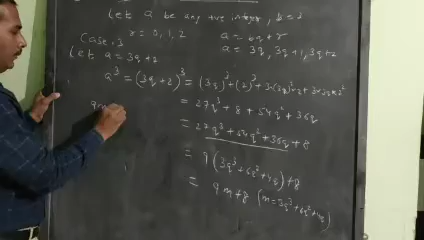 Let a be any +ve integer, b = 3
r = 0, 1, 2    a = bq + r
Case: 3    a = 3q, 3q+1, 3q+2
Let a = 3q + 2
a³ = (3q+2)³ = (3q)³ + (2)³ + 3×(3q)²×2 + 3×3q×2²
= 27q³ + 8 + 54q² + 36q
= 27q³ + 54q² + 36q + 8
= 9(3q³ + 6q² + 4q) + 8
= 9m + 8 (m = 3q³ + 6q² + 4q)
9m